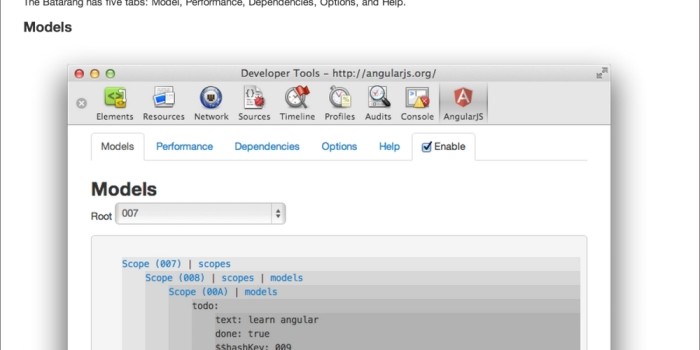 The Batarang has five tabs: Model, Performance, Dependencies, Options, and Help.
Models
Developer Tools - http://angularjs.org/
Elements Resources Network Sources Timeline Profiles Audits Console AngularJS
Models Performance Dependencies Options Help Enable
Models
Root 007
Scope (007) | scopes
Scope (008) | scopes | models
Scope (00A) | models
todo:
text: learn angular
done: true
$$hashKey: 009